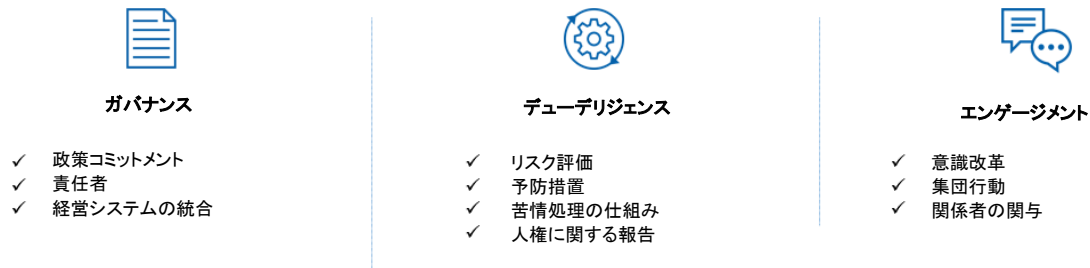 ガバナンス
✓ 政策コミットメント
✓ 責任者
✓ 経営システムの統合
デューデリジェンス
✓ リスク評価
✓ 予防措置
✓ 苦情処理の仕組み
✓ 人権に関する報告
エンゲージメント
✓ 意識改革
✓ 集団行動
✓ 関係者の関与